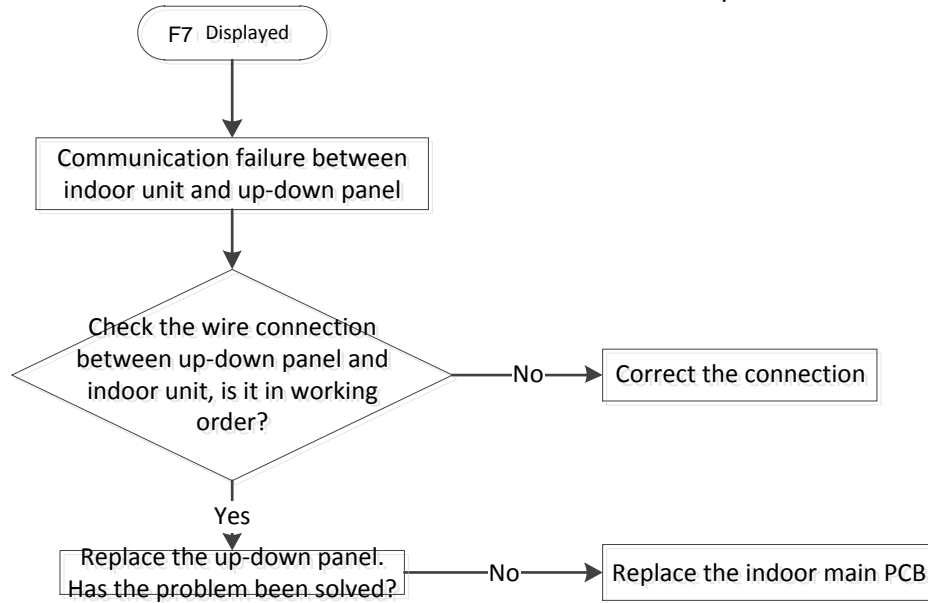 F7 Displayed
Communication failure between
indoor unit and up-down panel
Check the wire connection
between up-down panel and
indoor unit, is it in working
order?
No
Correct the connection
Yes
Replace the up-down panel.
Has the problem been solved?
No
Replace the indoor main PCB